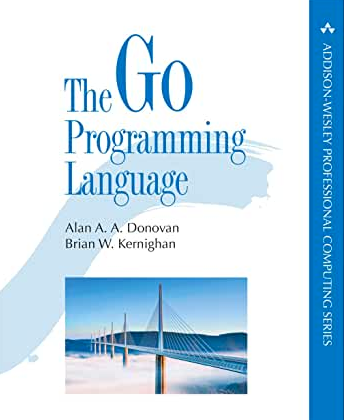 The Go
Programming
Language
Alan A. A. Donovan
Brian W. Kernighan
ADDISON-WESLEY PROFESSIONAL COMPUTING SERIES